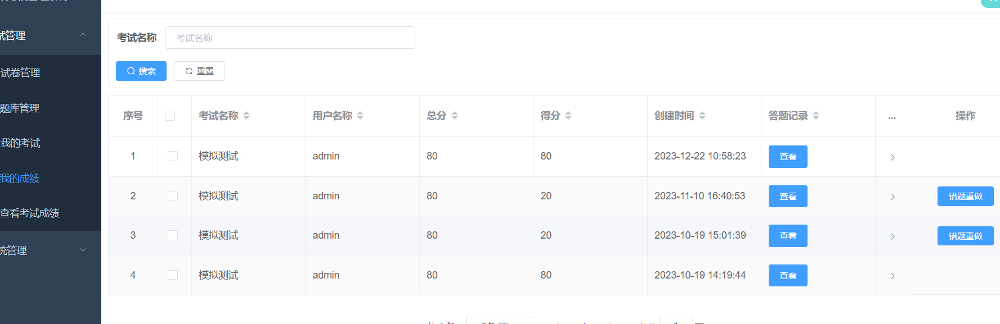 试管理
试卷管理
题库管理
我的考试
我的成绩
查看考试成绩
统管理
考试名称 考试名称
搜索 重置
序号 考试名称 用户名称 总分 得分 创建时间 答题记录 ... 操作
1 模拟测试 admin 80 80 2023-12-22 10:58:23 查看
2 模拟测试 admin 80 20 2023-11-10 16:40:53 查看 错题重做
3 模拟测试 admin 80 20 2023-10-19 15:01:39 查看 错题重做
4 模拟测试 admin 80 80 2023-10-19 14:19:44 查看